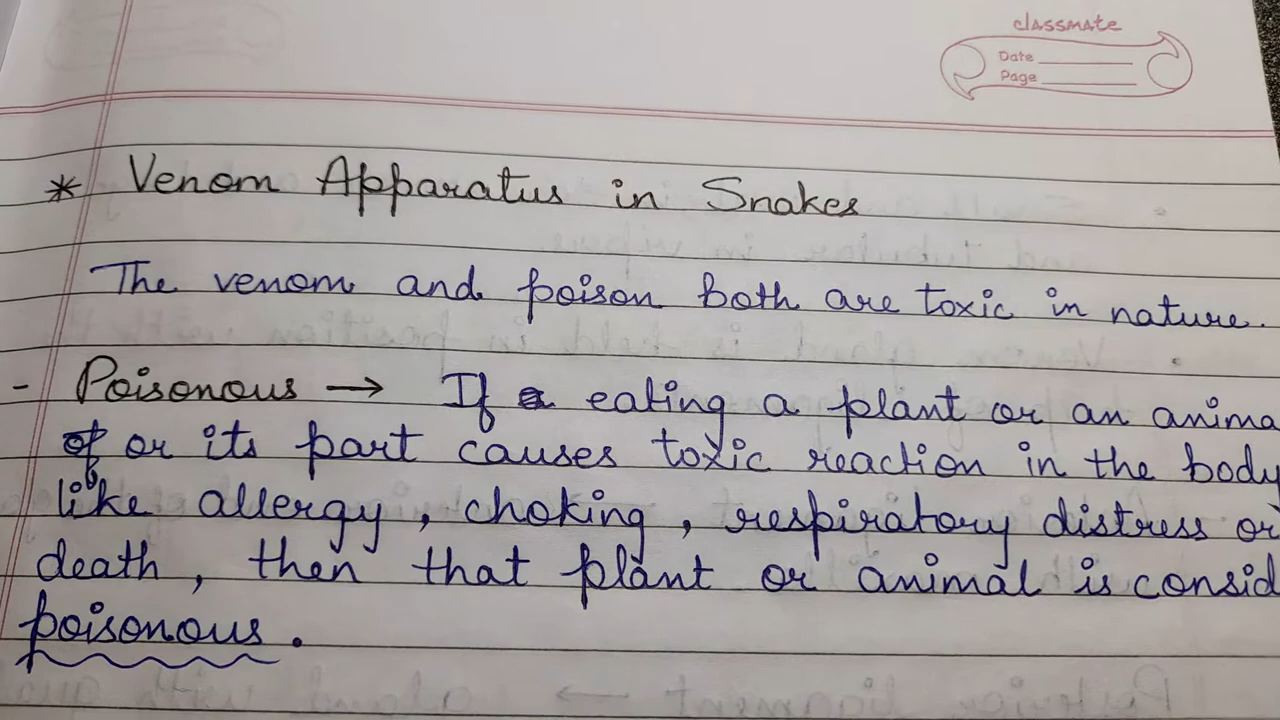 classmate
Date
Page
* Venom Apparatus in Snakes
The venom and poison both are toxic in nature.
- Poisonous → If eating a plant or an anima
or its part causes toxic reaction in the body
like allergy, choking, respiratory distress or
death, then that plant or animal is consid
poisonous.